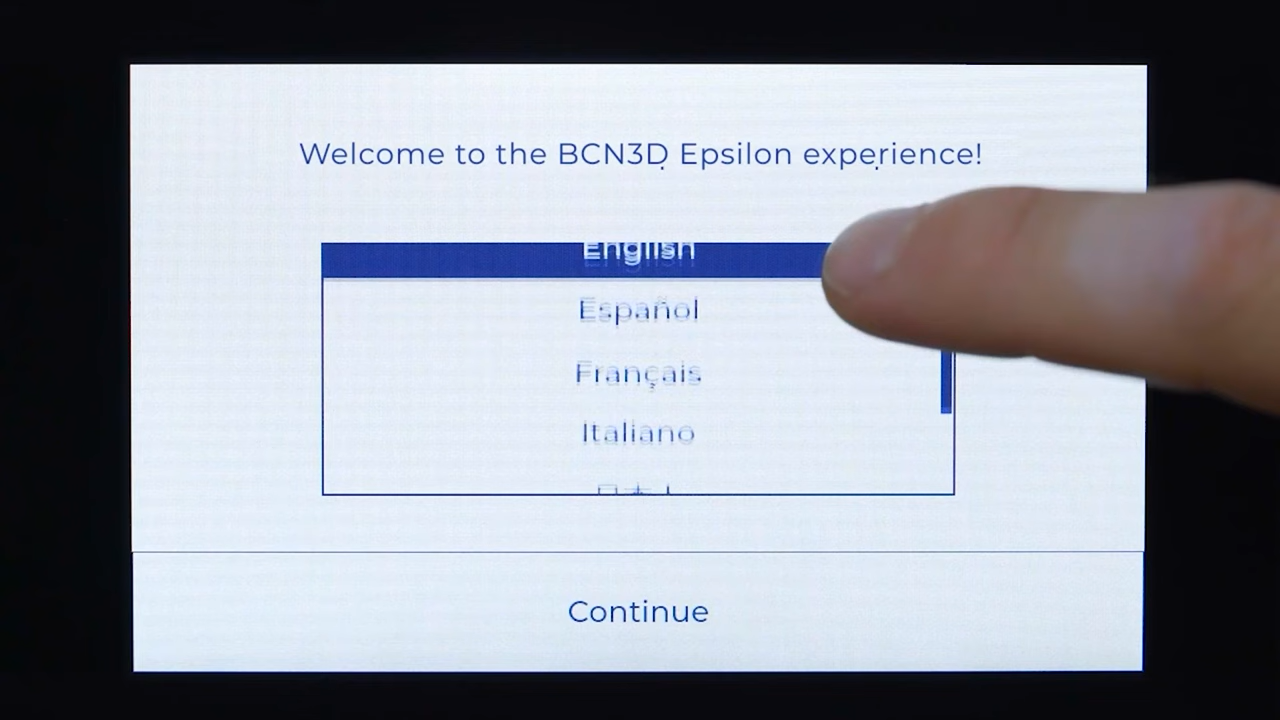 Welcome to the BCN3D Epsilon experience!
English
Español
Français
Italiano
Continue